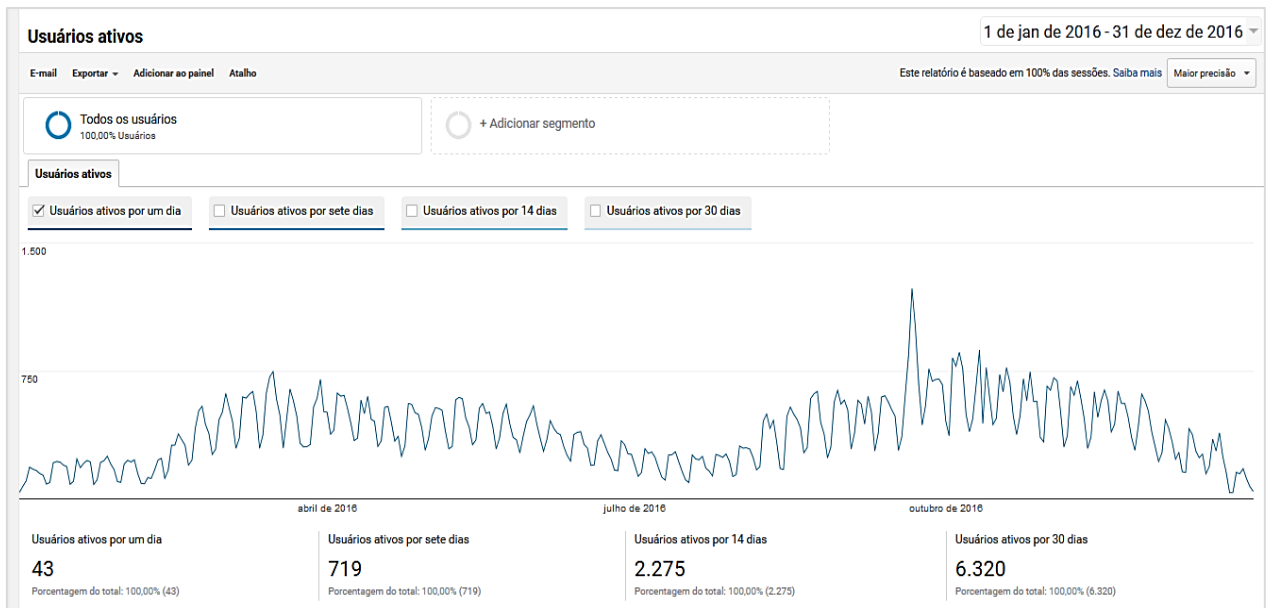 Usuários ativos
1 de jan de 2016 - 31 de dez de 2016
E-mail Exportar Adicionar ao painel Atalho
Este relatório é baseado em 100% das sessões. Saiba mais Maior precisão
Todos os usuários
100,00% Usuários
+ Adicionar segmento
Usuários ativos
Usuários ativos por um dia Usuários ativos por sete dias Usuários ativos por 14 dias Usuários ativos por 30 dias
1.500
750
abril de 2016 julho de 2016 outubro de 2016
Usuários ativos por um dia Usuários ativos por sete dias Usuários ativos por 14 dias Usuários ativos por 30 dias
43 719 2.275 6.320
Porcentagem do total: 100,00% (43) Porcentagem do total: 100,00% (719) Porcentagem do total: 100,00% (2.275) Porcentagem do total: 100,00% (6.320)